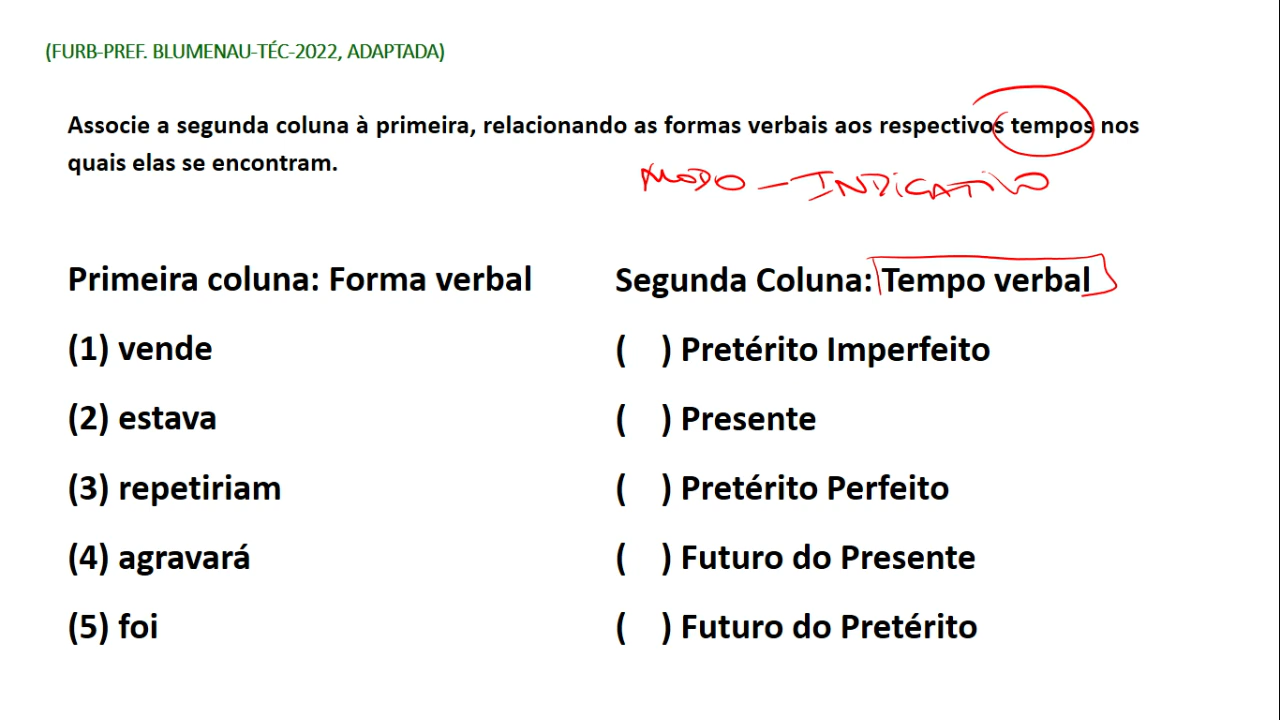 (FURB-PREF. BLUMENAU-TÉC-2022, ADAPTADA)
Associe a segunda coluna à primeira, relacionando as formas verbais aos respectivos tempos nos
quais elas se encontram.
MODO - INDICATIVO
Primeira coluna: Forma verbal
(1) vende
(2) estava
(3) repetiriam
(4) agravará
(5) foi
Segunda Coluna: Tempo verbal
( ) Pretérito Imperfeito
( ) Presente
( ) Pretérito Perfeito
( ) Futuro do Presente
( ) Futuro do Pretérito